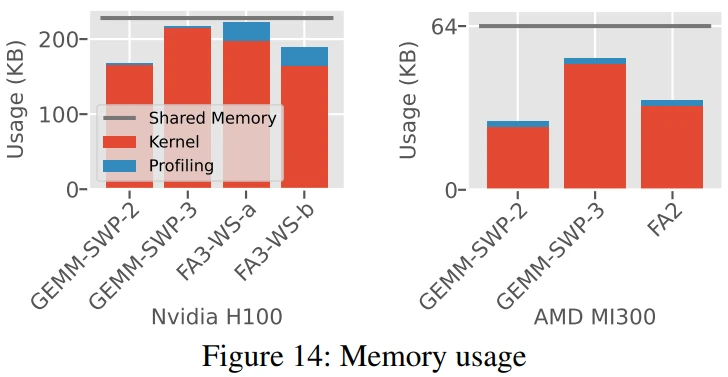 Usage (KB)
200
100
0
Shared Memory
Kernel
Profiling
GEMM-SWP-2
GEMM-SWP-3
FA3-WS-a
FA3-WS-b
Nvidia H100
Usage (KB)
64
0
GEMM-SWP-2
GEMM-SWP-3
FA2
AMD MI300
Figure 14: Memory usage